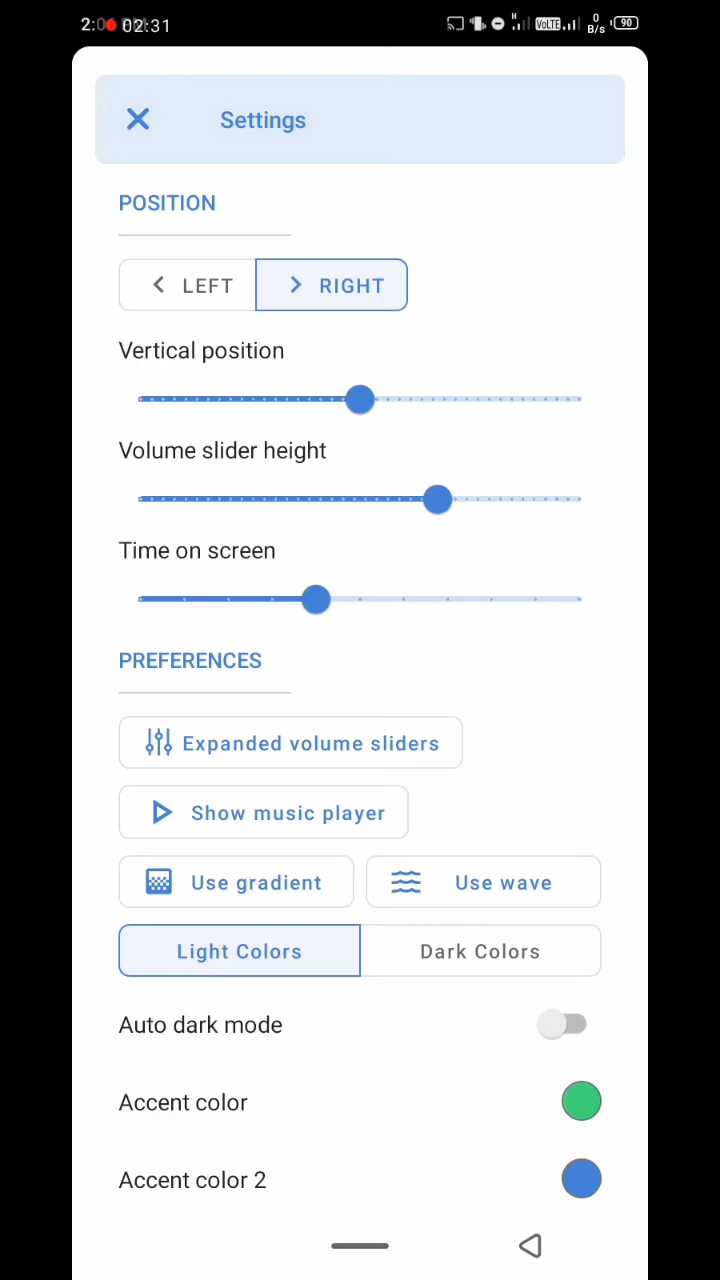 02:31 VoLTE 0 B/s 90
Settings
POSITION
LEFT RIGHT
Vertical position
Volume slider height
Time on screen
PREFERENCES
Expanded volume sliders
Show music player
Use gradient Use wave
Light Colors Dark Colors
Auto dark mode
Accent color
Accent color 2